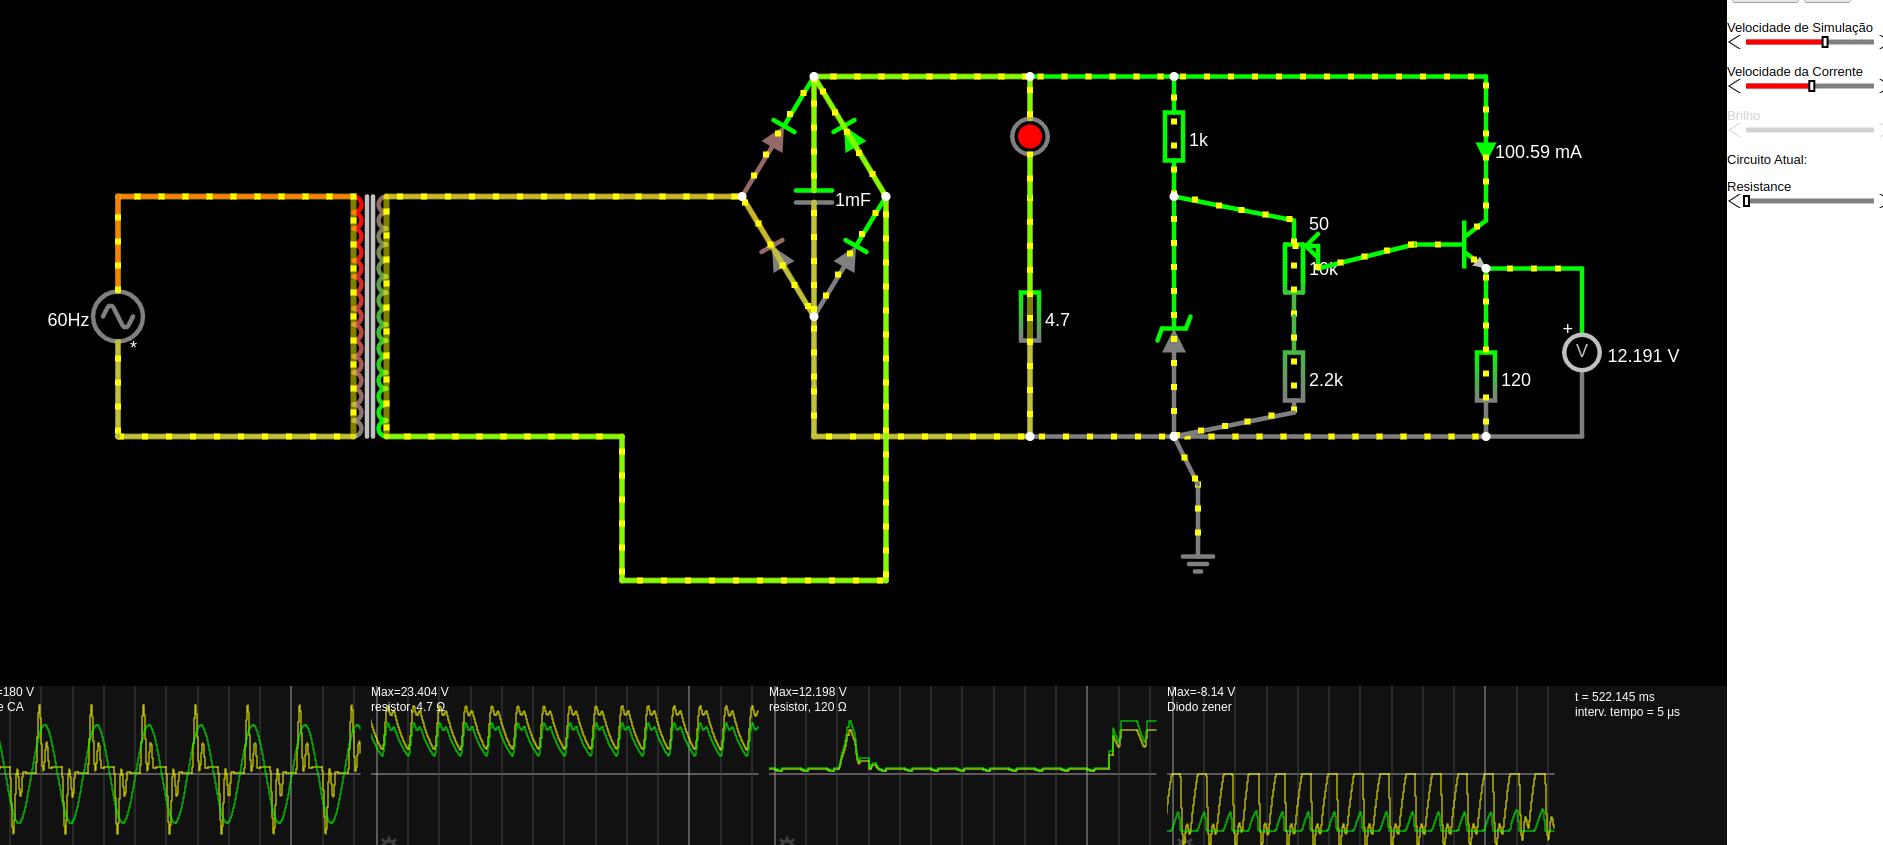 Velocidade de Simulação
Velocidade da Corrente
Brilho
Circuito Atual:
Resistance
60Hz
*
1mF
4.7
1k
50
10k
2.2k
100.59 mA
120
+
V
12.191 V
=180 V
e CA
Max=23.404 V
resistor, 4.7 Ω
Max=12.198 V
resistor, 120 Ω
Max=-8.14 V
Diodo zener
t = 522.145 ms
interv. tempo = 5 µs